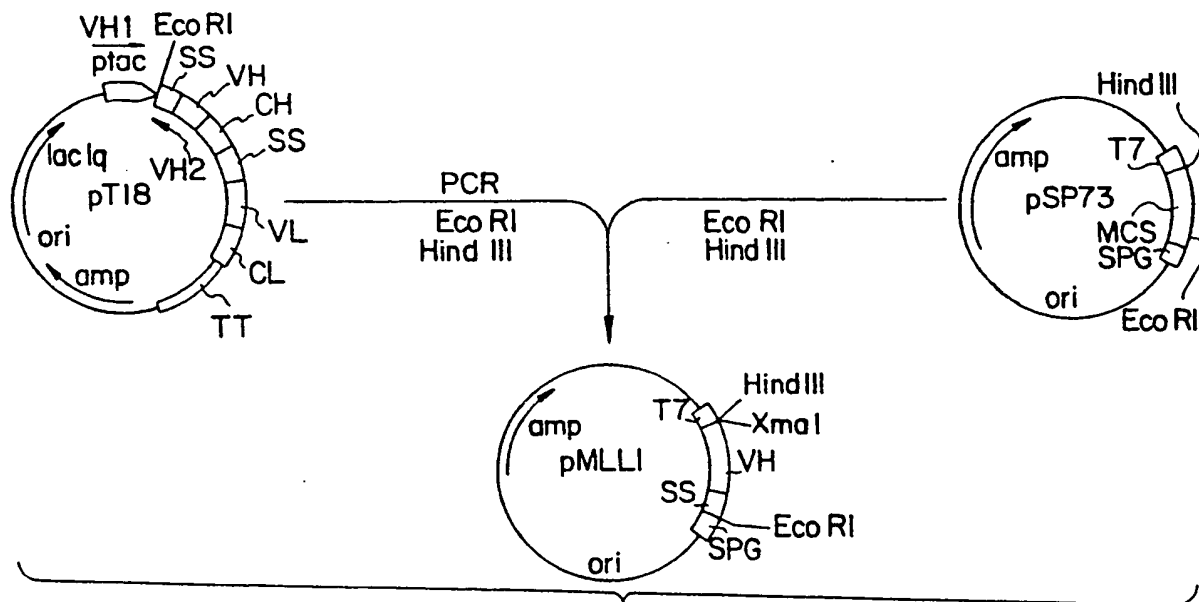 VH1
ptac
Eco RI
SS
VH
CH
SS
VH2
lac Iq
pT18
ori
amp
VL
CL
TT
PCR
Eco RI
Hind III
Eco RI
Hind III
Hind III
T7
amp
pSP73
MCS
SPG
ori
Eco RI
Hind III
T7
Xma I
amp
pMLLI
VH
SS
Eco RI
SPG
ori